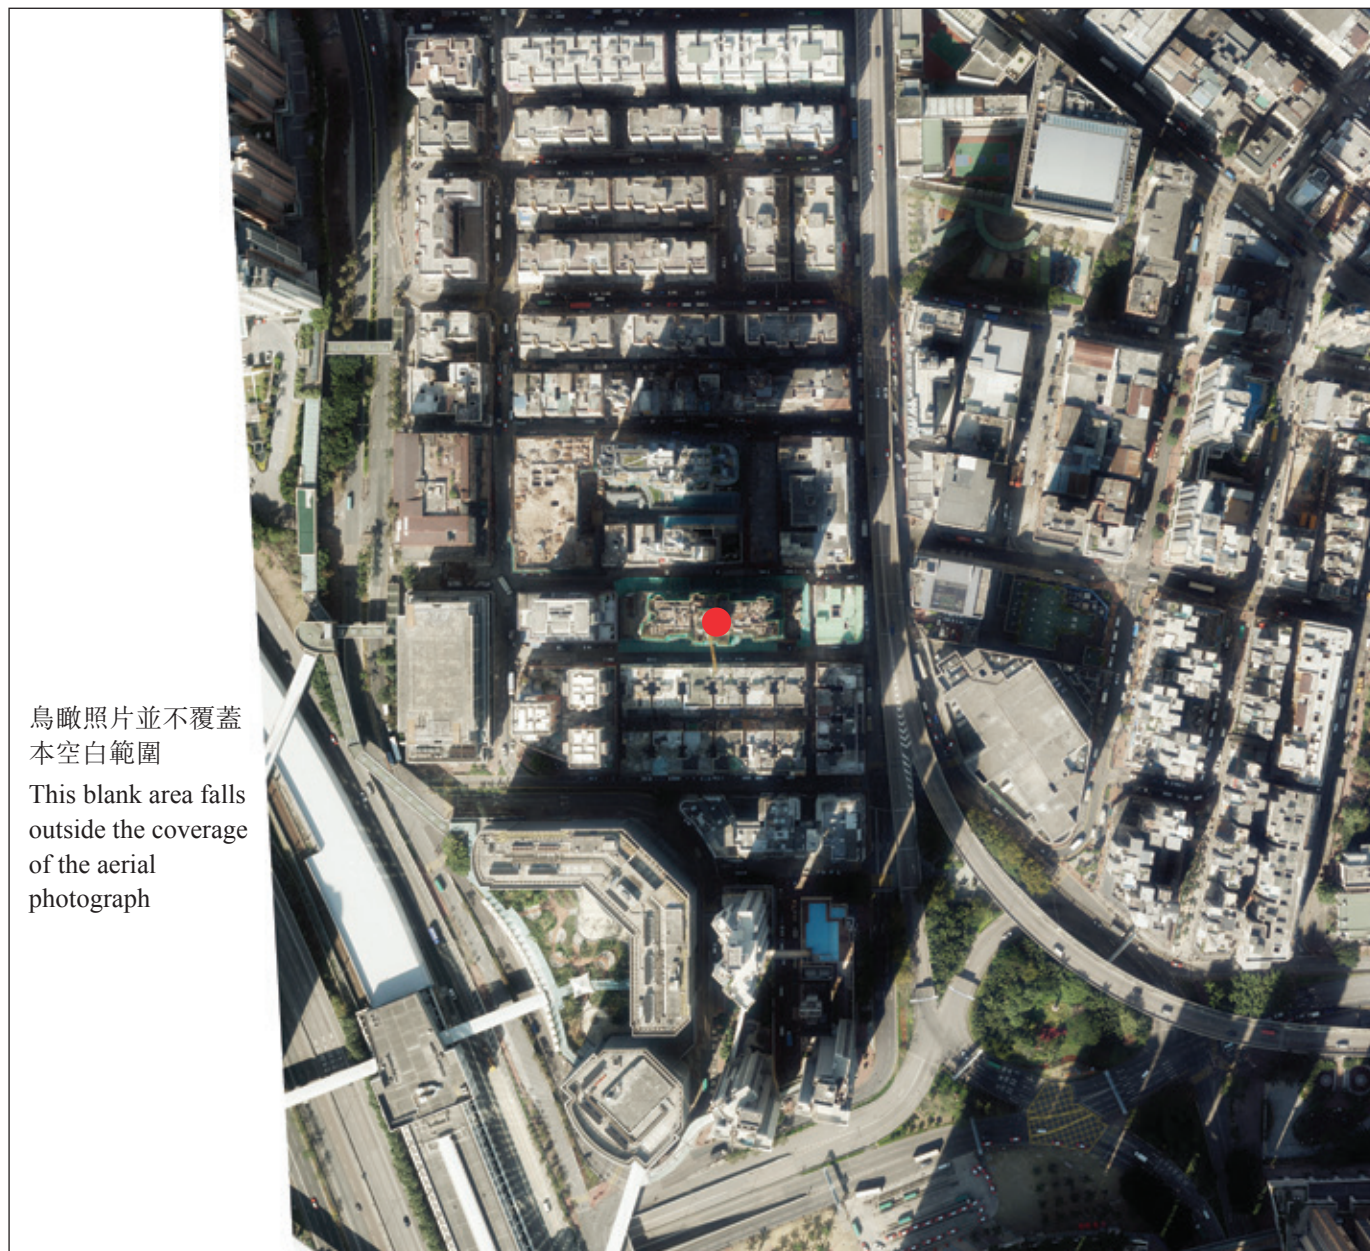 鳥瞰照片並不覆蓋
本空白範圍
This blank area falls
outside the coverage
of the aerial
photograph